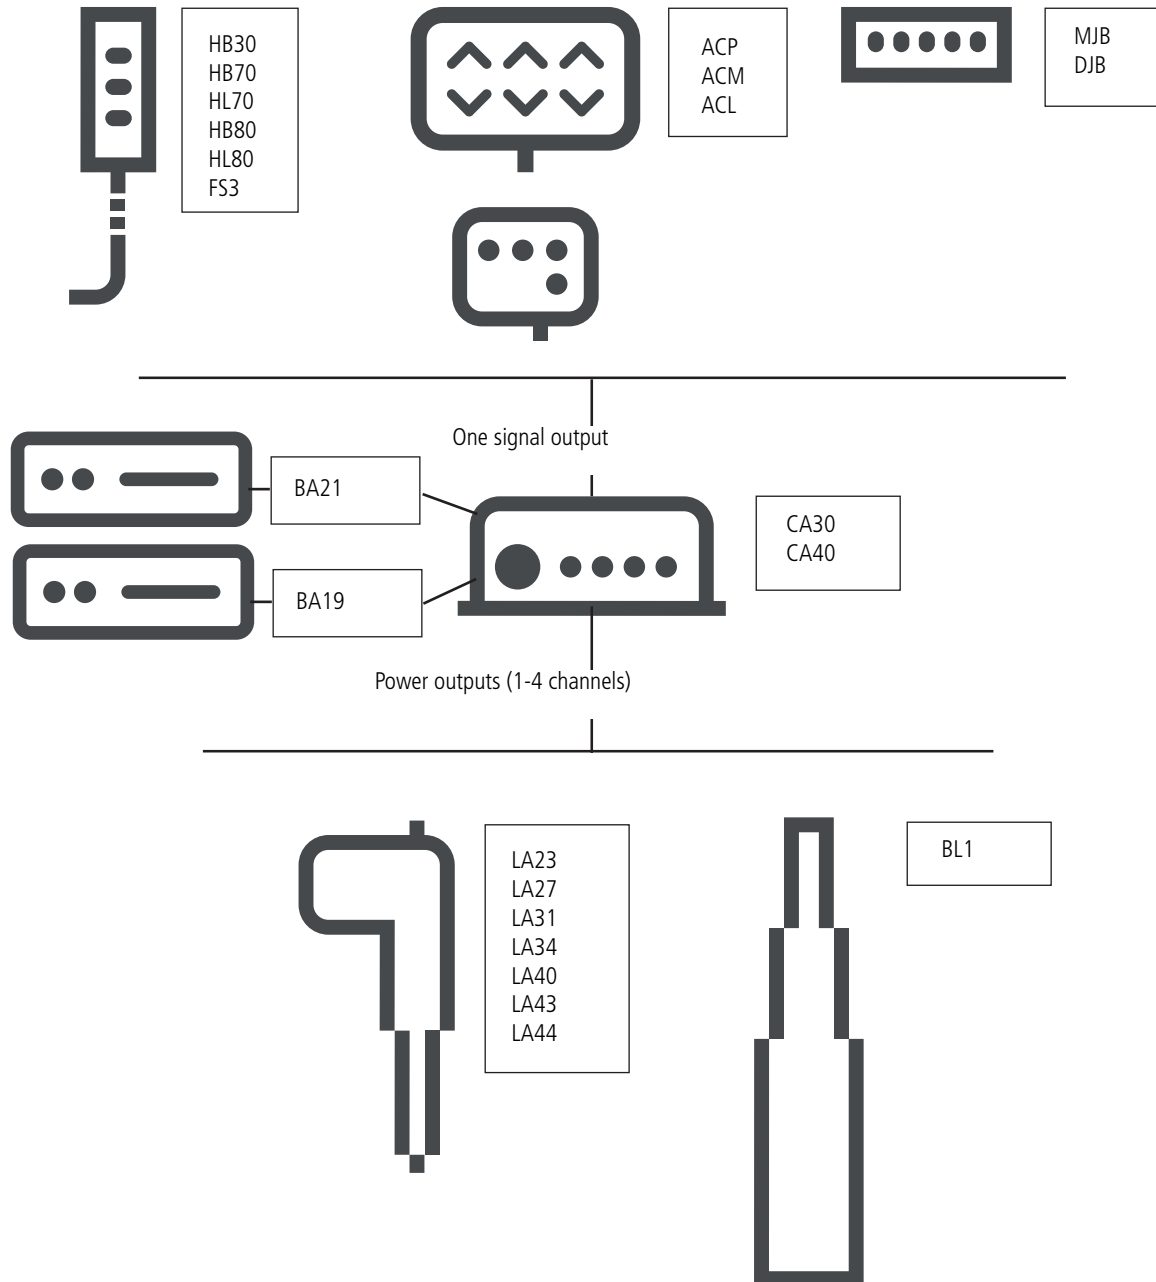 HB30
HB70
HL70
HB80
HL80
FS3
ACP
ACM
ACL
MJB
DJB
One signal output
BA21
CA30
CA40
BA19
Power outputs (1-4 channels)
LA23
LA27
LA31
LA34
LA40
LA43
LA44
BL1